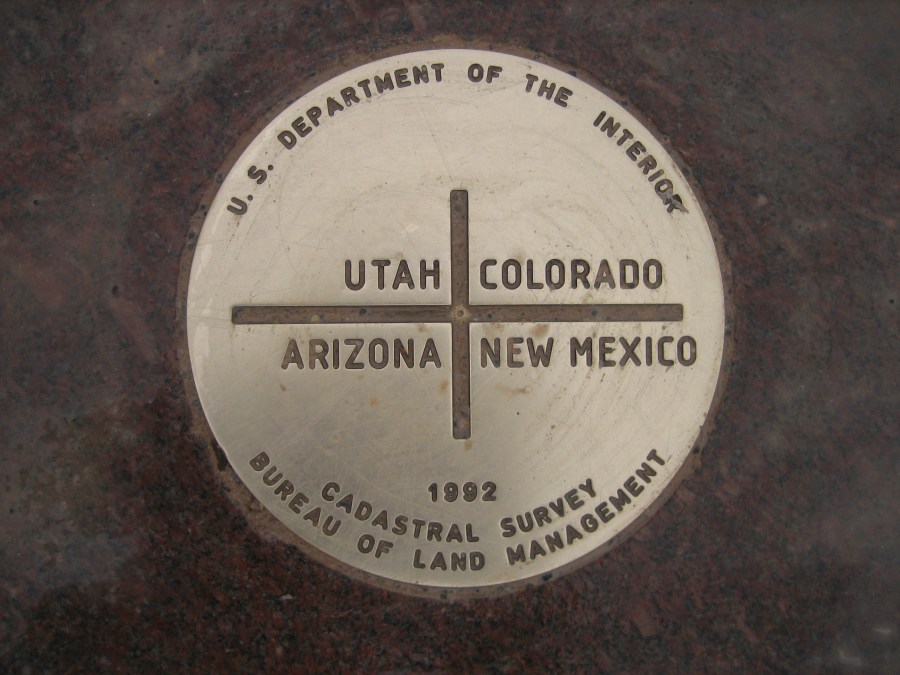 U.S. DEPARTMENT OF THE INTERIOR
UTAH COLORADO
ARIZONA NEW MEXICO
1992
CADASTRAL SURVEY
BUREAU OF LAND MANAGEMENT